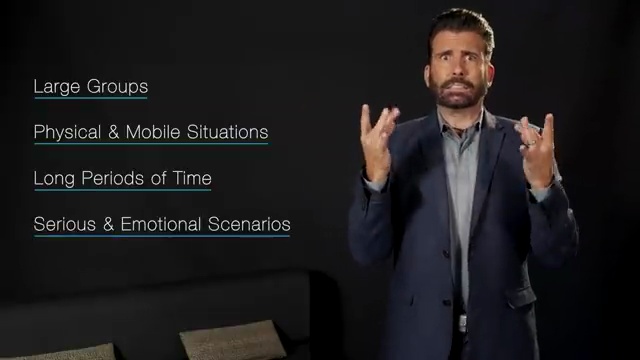 Large Groups
Physical & Mobile Situations
Long Periods of Time
Serious & Emotional Scenarios